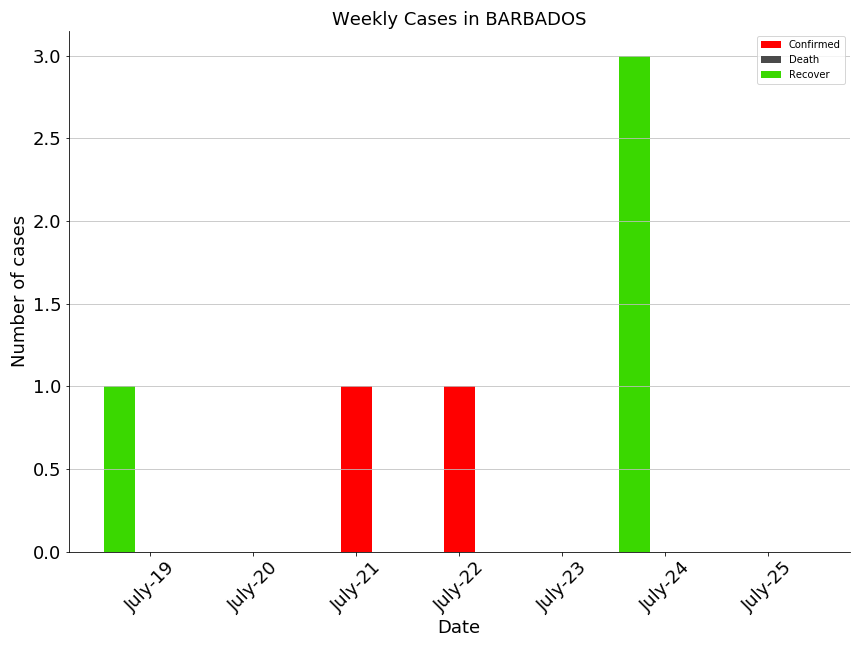 Weekly Cases in BARBADOS
Confirmed
Death
Recover
Number of cases
3.0
2.5
2.0
1.5
1.0
0.5
0.0
July-19
July-20
July-21
July-22
July-23
July-24
July-25
Date